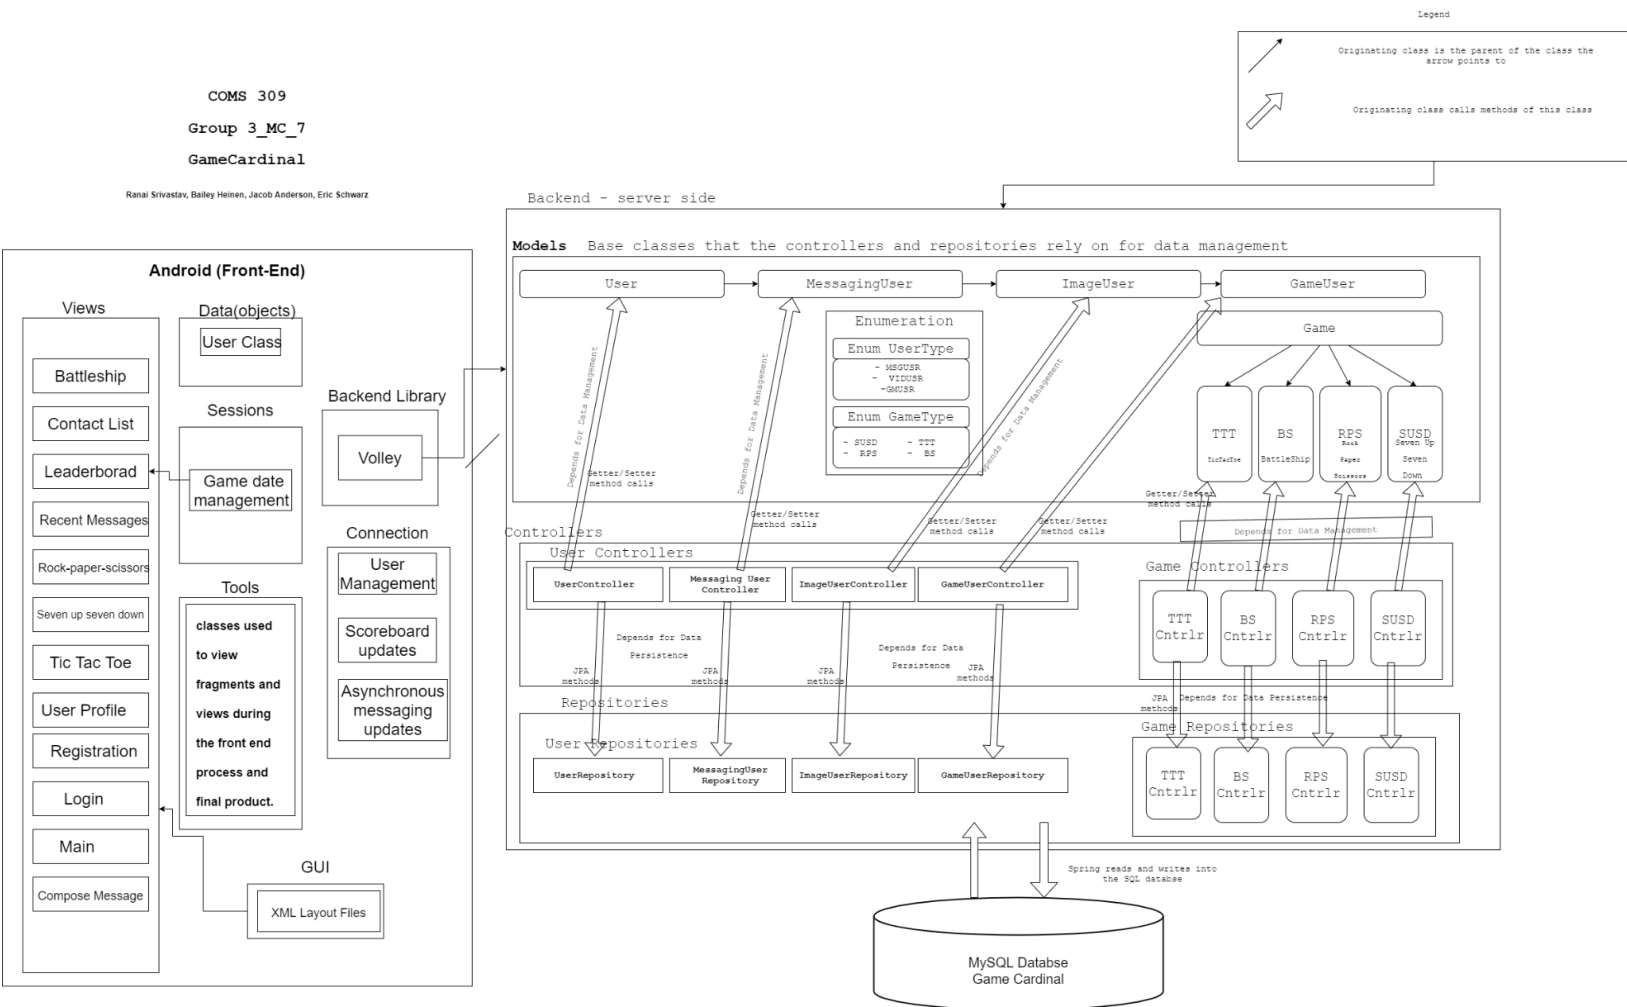 Legend
Originating class is the parent of the class the
arrow points to
Originating class calls methods of this class
COMS 309
Group 3_MC_7
GameCardinal
Ranai Srivastav, Bailey Heinen, Jacob Anderson, Eric Schwarz
Android (Front-End)
Views
Battleship
Contact List
Leaderborad
Recent Messages
Rock-paper-scissors
Seven up seven down
Tic Tac Toe
User Profile
Registration
Login
Main
Compose Message
Data(objects)
User Class
Sessions
Game date
management
Tools
classes used
to view
fragments and
views during
the front end
process and
final product.
GUI
XML Layout Files
Backend Library
Volley
Connection
User
Management
Scoreboard
updates
Asynchronous
messaging
updates
Backend - server side
Models Base classes that the controllers and repositories rely on for data management
User
MessagingUser
ImageUser
GameUser
Enumeration
Enum UserType
- MSGUSR
- VIDUSR
-GMUSR
Enum GameType
- SUSD - TTT
- RPS - BS
Game
TTT
TicTacToe
BS
BattleShip
RPS
Rock
Paper
Scissors
SUSD
Seven Up
Seven
Down
Depends for Data Management
Depends for Data Management
Depends for Data Management
Getter/Setter
method calls
Getter/Setter
method calls
Getter/Setter
method calls
Getter/Setter
method calls
Getter/Setter
method calls
Depends for Data Management
Controllers
User Controllers
UserController
Messaging User
Controller
ImageUserController
GameUserController
Game Controllers
TTT
Cntrlr
BS
Cntrlr
RPS
Cntrlr
SUSD
Cntrlr
Depends for Data
Persistence
Depends for Data
Persistence
JPA
methods
JPA
methods
JPA
methods
JPA
methods
JPA
methods
Depends for Data Persistence
Repositories
User Repositories
UserRepository
MessagingUser
Repository
ImageUserRepository
GameUserRepository
Game Repositories
TTT
Cntrlr
BS
Cntrlr
RPS
Cntrlr
SUSD
Cntrlr
Spring reads and writes into
the SQL databse
MySQL Databse
Game Cardinal